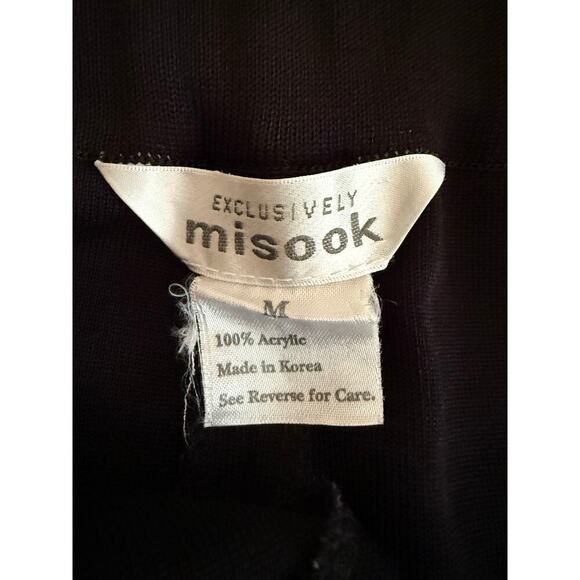 EXCLUSIVELY
misook
M
100% Acrylic
Made in Korea
See Reverse for Care.